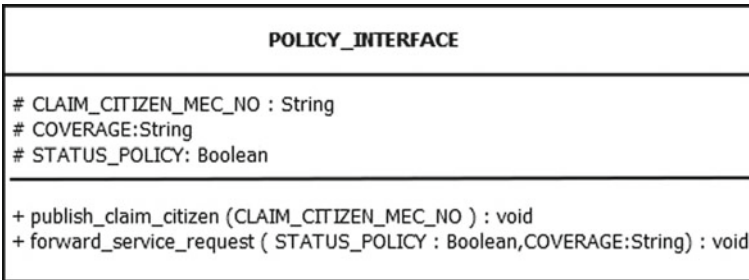 POLICY_INTERFACE
# CLAIM_CITIZEN_MEC_NO : String
# COVERAGE:String
# STATUS_POLICY: Boolean
+ publish_claim_citizen (CLAIM_CITIZEN_MEC_NO ) : void
+ forward_service_request ( STATUS_POLICY : Boolean,COVERAGE:String) : void